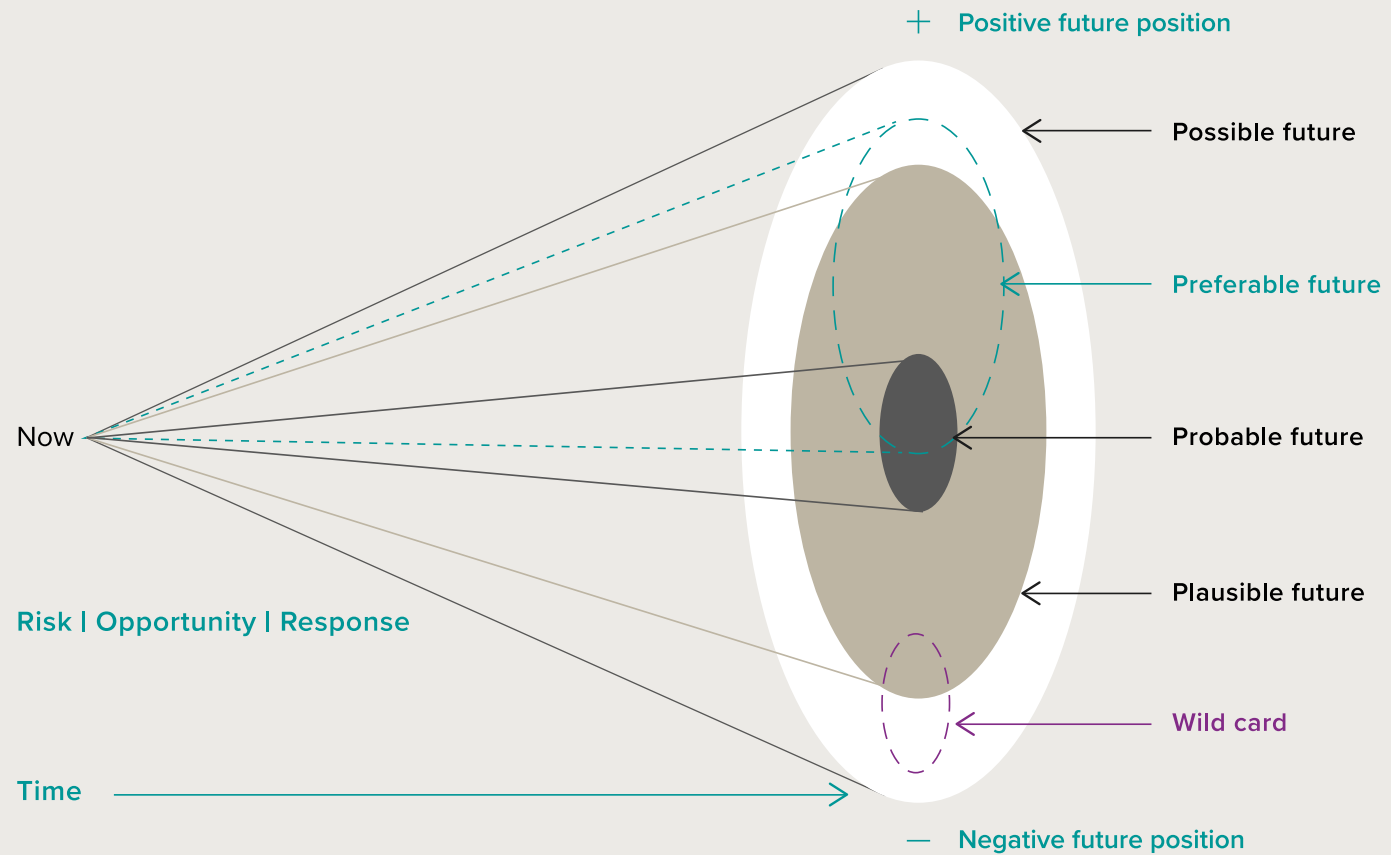 + Positive future position
Possible future
Preferable future
Now
Probable future
Plausible future
Risk | Opportunity | Response
Wild card
Time
— Negative future position